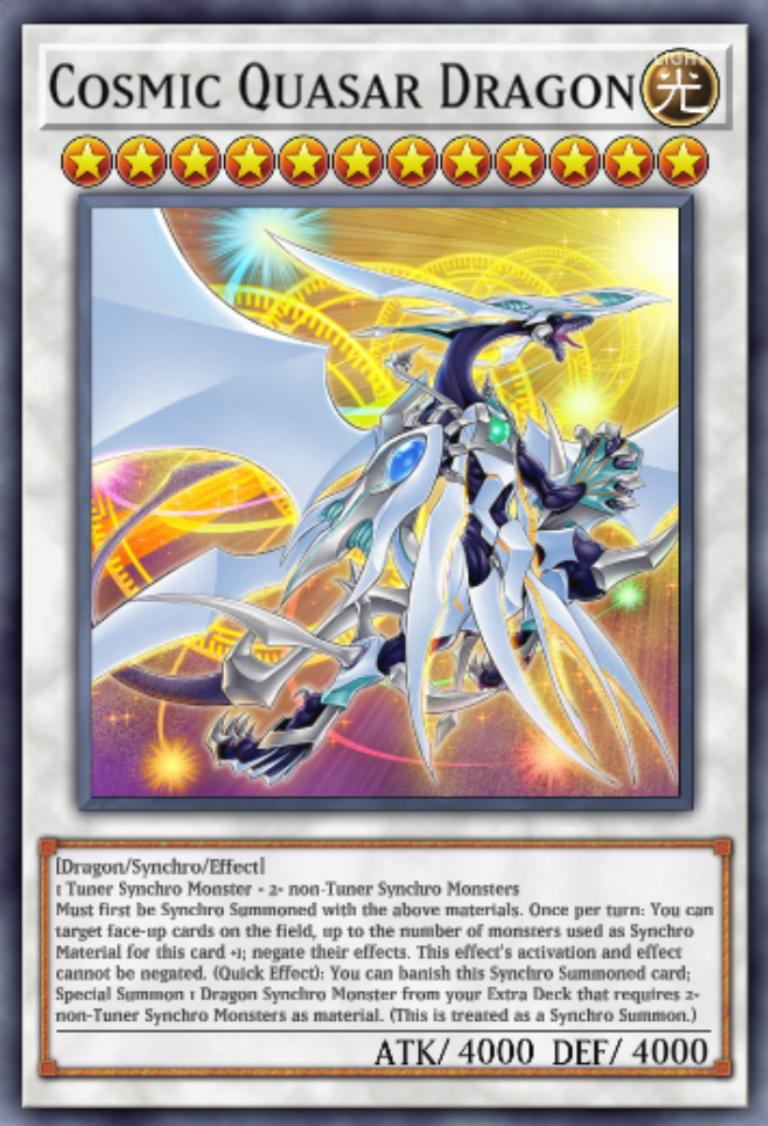 COSMIC QUASAR DRAGON
LIGHT
光
[Dragon/Synchro/Effect]
1 Tuner Synchro Monster + 2+ non-Tuner Synchro Monsters
Must first be Synchro Summoned with the above materials. Once per turn: You can
target face-up cards on the field, up to the number of monsters used as Synchro
Material for this card +1; negate their effects. This effect's activation and effect
cannot be negated. (Quick Effect): You can banish this Synchro Summoned card;
Special Summon 1 Dragon Synchro Monster from your Extra Deck that requires 2+
non-Tuner Synchro Monsters as material. (This is treated as a Synchro Summon.)
ATK/ 4000 DEF/ 4000